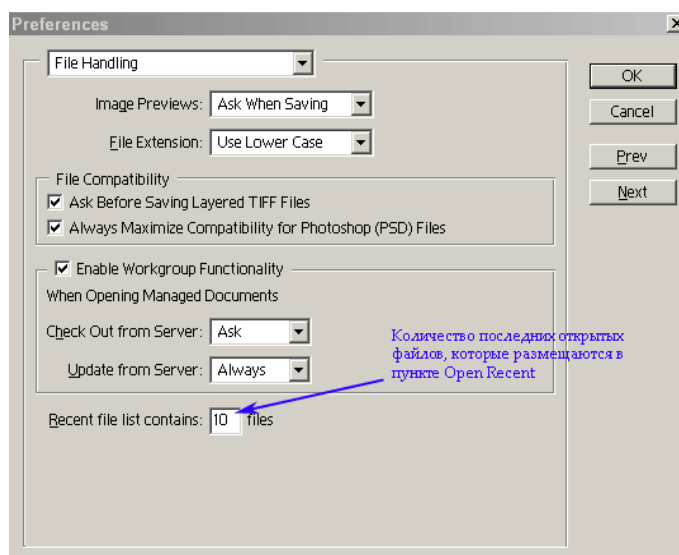 Preferences
File Handling
OK
Image Previews: Ask When Saving
Cancel
File Extension: Use Lower Case
Prev
File Compatibility
Next
Ask Before Saving Layered TIFF Files
Always Maximize Compatibility for Photoshop (PSD) Files
Enable Workgroup Functionality
When Opening Managed Documents
Check Out from Server: Ask
Количество последних открытых
файлов, которые размещаются в
пункте Open Recent
Update from Server: Always
Recent file list contains: 10 files